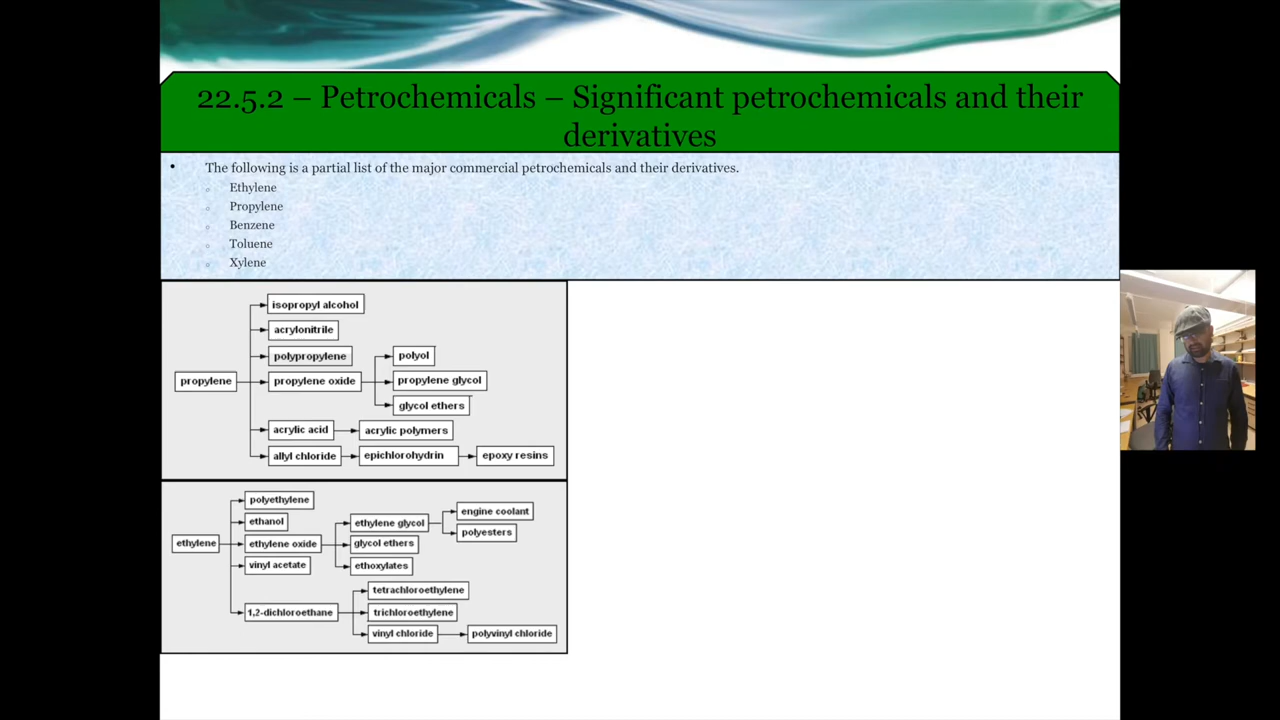 22.5.2 – Petrochemicals – Significant petrochemicals and their
derivatives
• The following is a partial list of the major commercial petrochemicals and their derivatives.
o Ethylene
o Propylene
o Benzene
o Toluene
o Xylene
isopropyl alcohol
acrylonitrile
polypropylene
polyol
propylene
propylene oxide
propylene glycol
glycol ethers
acrylic acid
acrylic polymers
allyl chloride
epichlorohydrin
epoxy resins
polyethylene
ethanol
ethylene glycol
engine coolant
polyesters
ethylene
ethylene oxide
glycol ethers
vinyl acetate
ethoxylates
tetrachloroethylene
1,2-dichloroethane
trichloroethylene
vinyl chloride
polyvinyl chloride